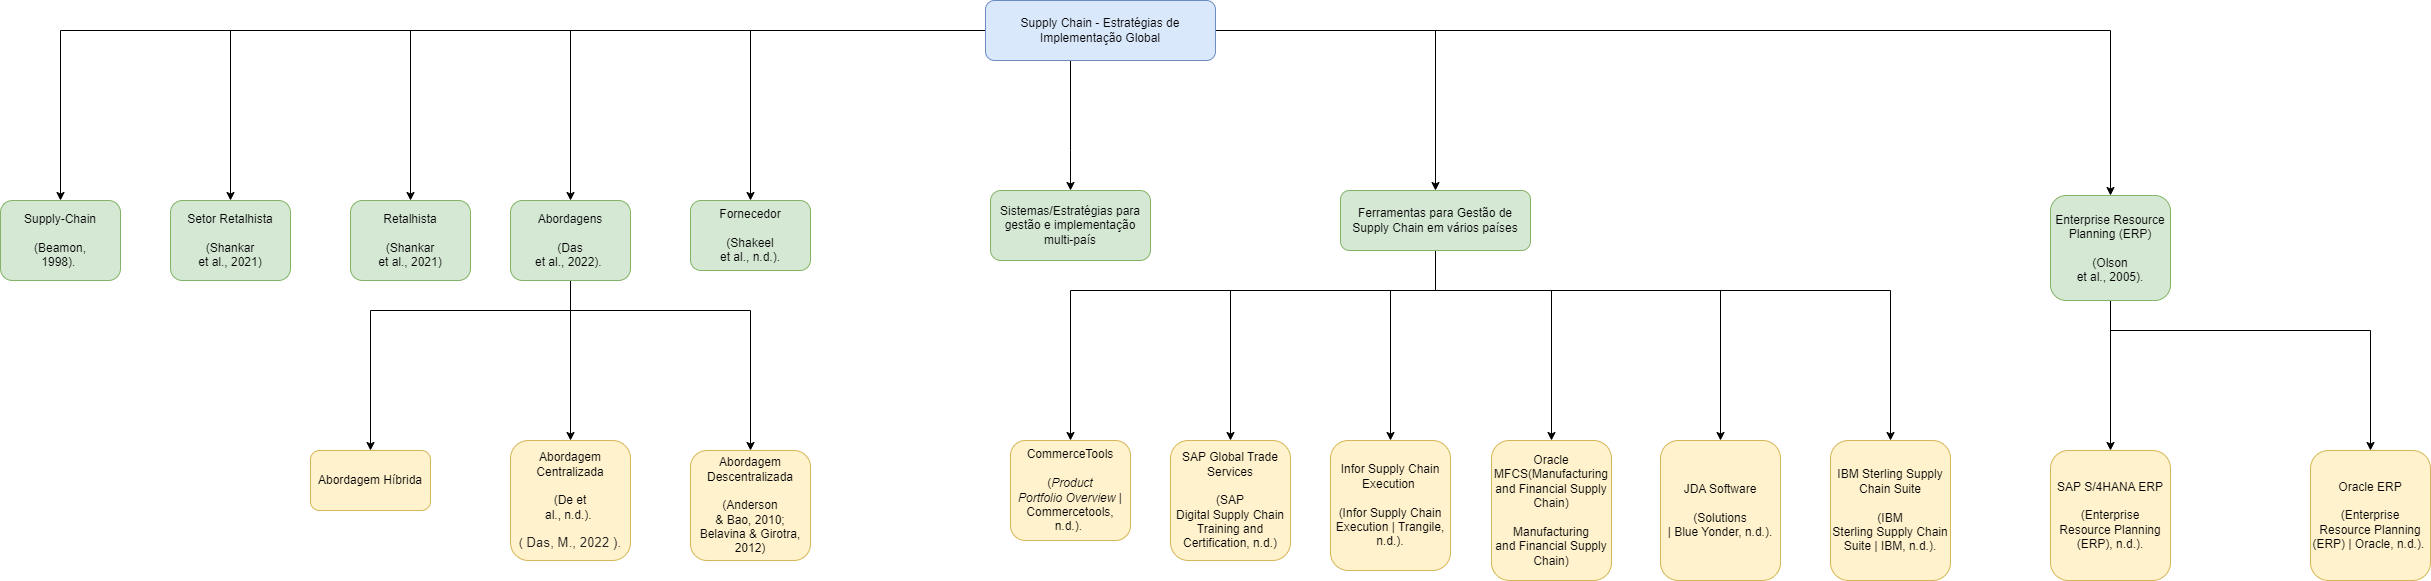 Supply Chain - Estratégias de
Implementação Global
Supply-Chain
(Beamon,
1998).
Setor Retalhista
(Shankar
et al., 2021)
Retalhista
(Shankar
et al., 2021)
Abordagens
(Das
et al., 2022).
Fornecedor
(Shakeel
et al., n.d.).
Sistemas/Estratégias para
gestão e implementação
multi-país
Ferramentas para Gestão de
Supply Chain em vários países
Enterprise Resource
Planning (ERP)
(Olson
et al., 2005).
Abordagem Híbrida
Abordagem
Centralizada
(De et
al., n.d.).
( Das, M., 2022 ).
Abordagem
Descentralizada
(Anderson
& Bao, 2010;
Belavina & Girotra,
2012)
CommerceTools
(Product
Portfolio Overview |
Commercetools,
n.d.).
SAP Global Trade
Services
(SAP
Digital Supply Chain
Training and
Certification, n.d.)
Infor Supply Chain
Execution
(Infor Supply Chain
Execution | Trangile,
n.d.).
Oracle
MFCS(Manufacturing
and Financial Supply
Chain)
Manufacturing
and Financial Supply
Chain)
JDA Software
(Solutions
| Blue Yonder, n.d.).
IBM Sterling Supply
Chain Suite
(IBM
Sterling Supply Chain
Suite | IBM, n.d.).
SAP S/4HANA ERP
(Enterprise
Resource Planning
(ERP), n.d.).
Oracle ERP
(Enterprise
Resource Planning
(ERP) | Oracle, n.d.).